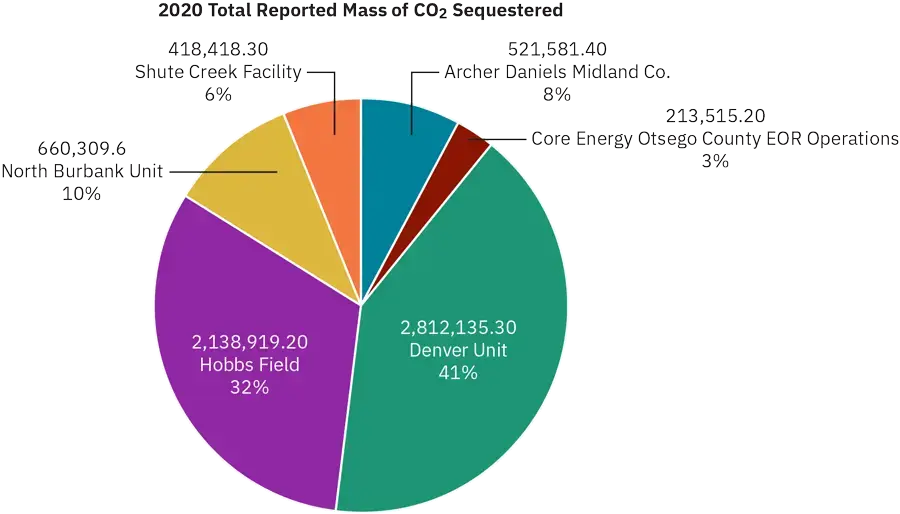 2020 Total Reported Mass of CO₂ Sequestered
418,418.30
Shute Creek Facility
6%
521,581.40
Archer Daniels Midland Co.
8%
213,515.20
Core Energy Otsego County EOR Operations
3%
660,309.6
North Burbank Unit
10%
2,138,919.20
Hobbs Field
32%
2,812,135.30
Denver Unit
41%